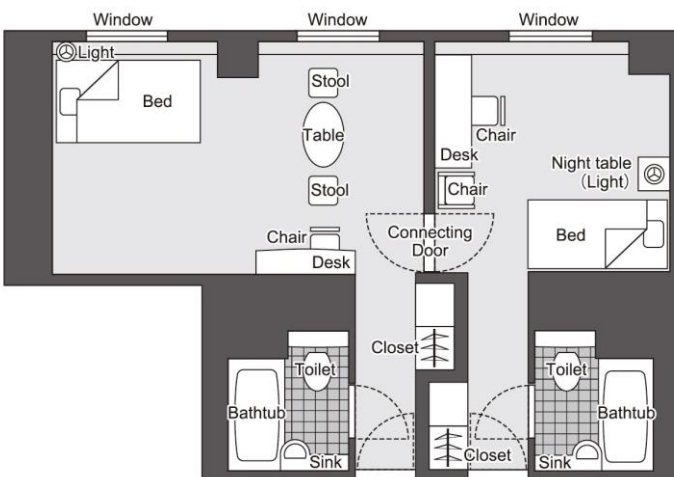 Window
Window
Window
Light
Bed
Stool
Table
Stool
Chair
Desk
Connecting
Door
Chair
Desk
Chair
Night table
(Light)
Bed
Closet
Toilet
Bathtub
Sink
Closet
Toilet
Bathtub
Sink